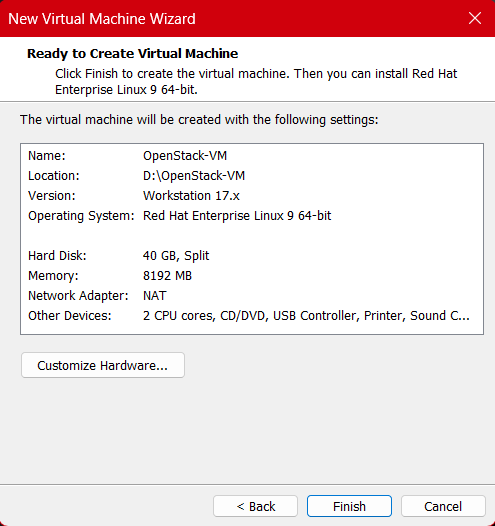 New Virtual Machine Wizard
Ready to Create Virtual Machine
Click Finish to create the virtual machine. Then you can install Red Hat
Enterprise Linux 9 64-bit.
The virtual machine will be created with the following settings:
Name: OpenStack-VM
Location: D:\OpenStack-VM
Version: Workstation 17.x
Operating System: Red Hat Enterprise Linux 9 64-bit
Hard Disk: 40 GB, Split
Memory: 8192 MB
Network Adapter: NAT
Other Devices: 2 CPU cores, CD/DVD, USB Controller, Printer, Sound C...
Customize Hardware...
< Back Finish Cancel